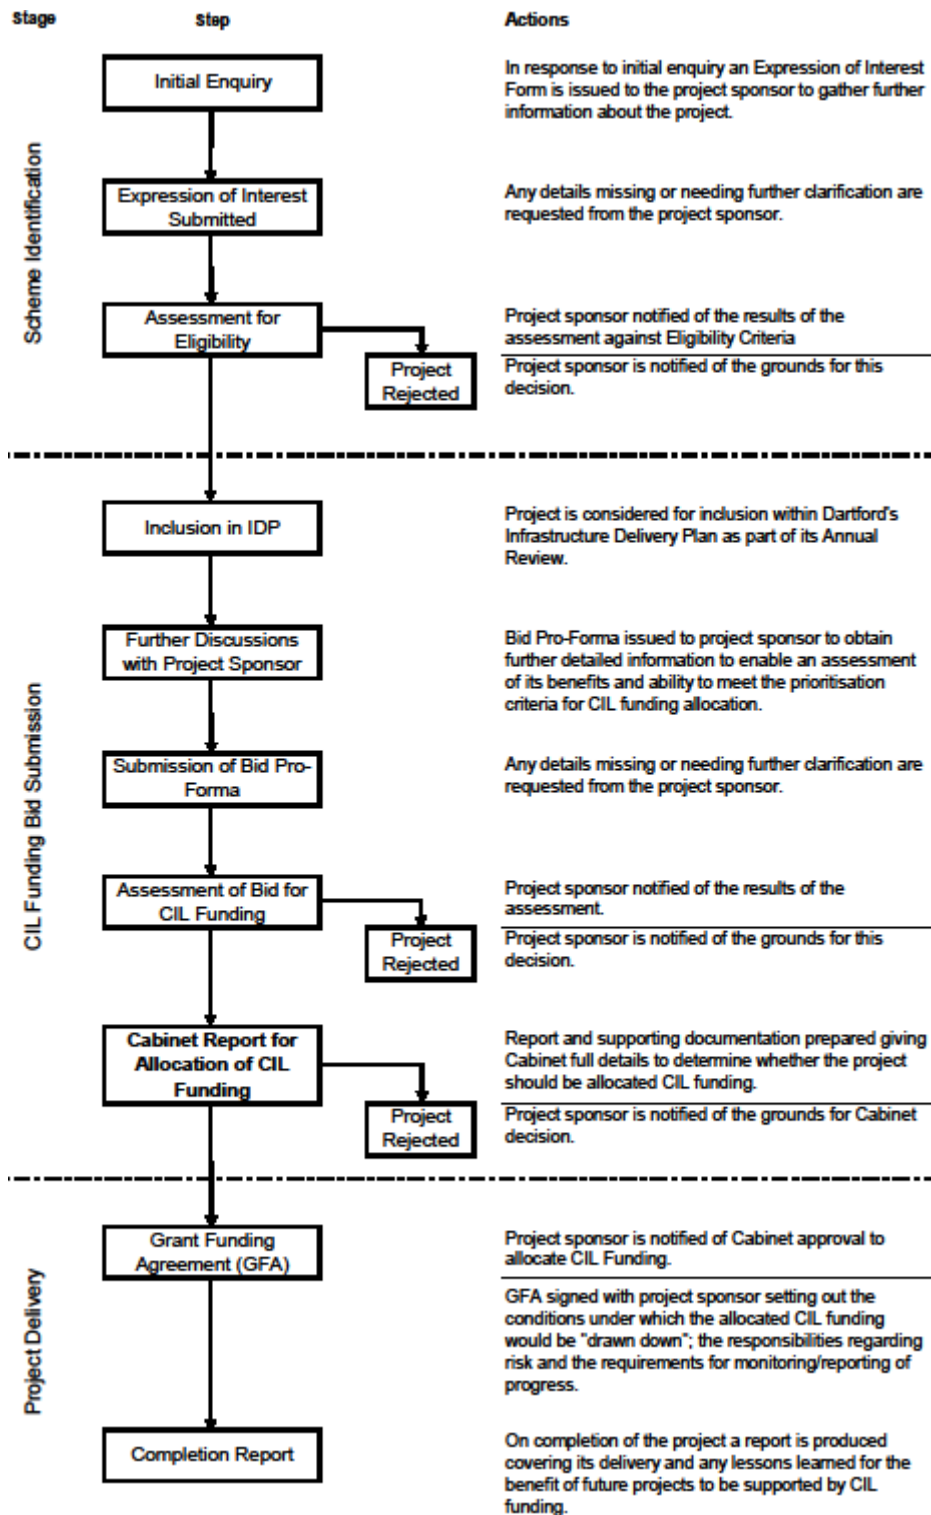 Stage Step Actions
Initial Enquiry
In response to initial enquiry an Expression of Interest
Form is issued to the project sponsor to gather further
information about the project.
Scheme Identification
Expression of Interest
Submitted
Any details missing or needing further clarification are
requested from the project sponsor.
Assessment for
Eligibility
Project sponsor notified of the results of the
assessment against Eligibility Criteria
Project
Rejected
Project sponsor is notified of the grounds for this
decision.
Inclusion in IDP
Project is considered for inclusion within Dartford's
Infrastructure Delivery Plan as part of its Annual
Review.
Further Discussions
with Project Sponsor
Bid Pro-Forma issued to project sponsor to obtain
further detailed information to enable an assessment
of its benefits and ability to meet the prioritisation
criteria for CIL funding allocation.
CIL Funding Bid Submission
Submission of Bid Pro-
Forma
Any details missing or needing further clarification are
requested from the project sponsor.
Assessment of Bid for
CIL Funding
Project sponsor notified of the results of the
assessment.
Project
Rejected
Project sponsor is notified of the grounds for this
decision.
Cabinet Report for
Allocation of CIL
Funding
Report and supporting documentation prepared giving
Cabinet full details to determine whether the project
should be allocated CIL funding.
Project
Rejected
Project sponsor is notified of the grounds for Cabinet
decision.
Project Delivery
Grant Funding
Agreement (GFA)
Project sponsor is notified of Cabinet approval to
allocate CIL Funding.
GFA signed with project sponsor setting out the
conditions under which the allocated CIL funding
would be "drawn down"; the responsibilities regarding
risk and the requirements for monitoring/reporting of
progress.
Completion Report
On completion of the project a report is produced
covering its delivery and any lessons learned for the
benefit of future projects to be supported by CIL
funding.